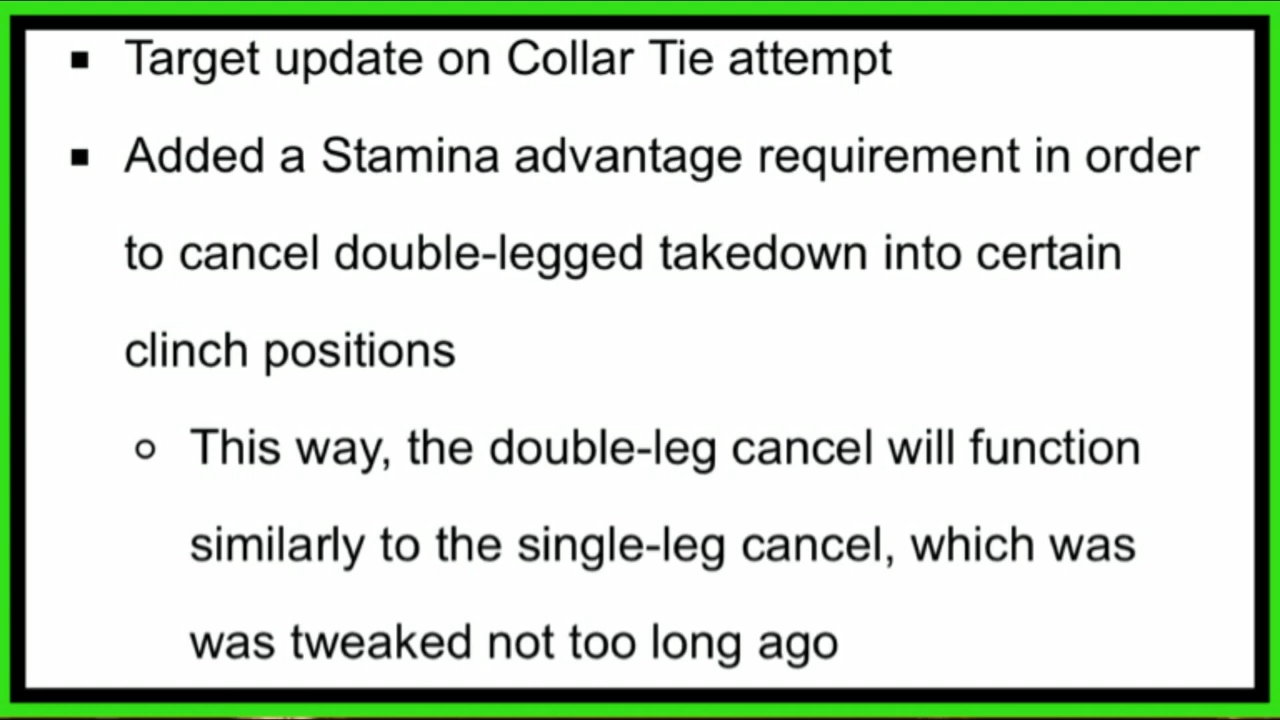 ▪ Target update on Collar Tie attempt
▪ Added a Stamina advantage requirement in order
to cancel double-legged takedown into certain
clinch positions
○ This way, the double-leg cancel will function
similarly to the single-leg cancel, which was
was tweaked not too long ago